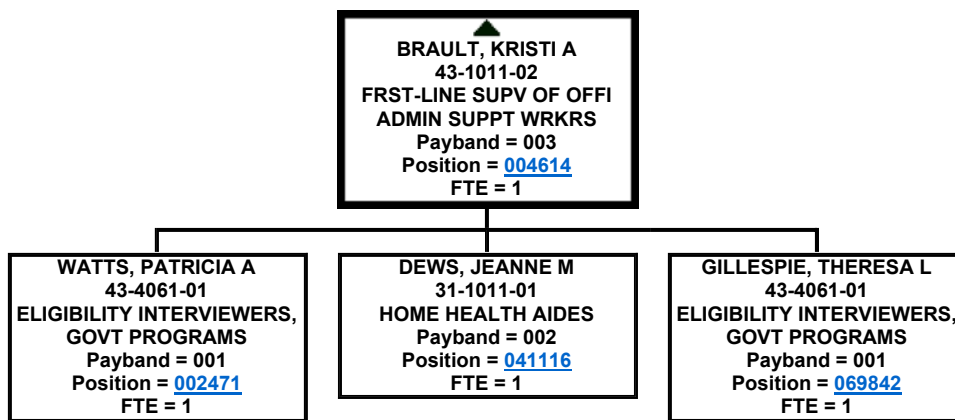 BRAULT, KRISTI A
43-1011-02
FRST-LINE SUPV OF OFFI
ADMIN SUPPT WRKRS
Payband = 003
Position = 004614
FTE = 1
WATTS, PATRICIA A
43-4061-01
ELIGIBILITY INTERVIEWERS,
GOVT PROGRAMS
Payband = 001
Position = 002471
FTE = 1
DEWS, JEANNE M
31-1011-01
HOME HEALTH AIDES
Payband = 002
Position = 041116
FTE = 1
GILLESPIE, THERESA L
43-4061-01
ELIGIBILITY INTERVIEWERS,
GOVT PROGRAMS
Payband = 001
Position = 069842
FTE = 1